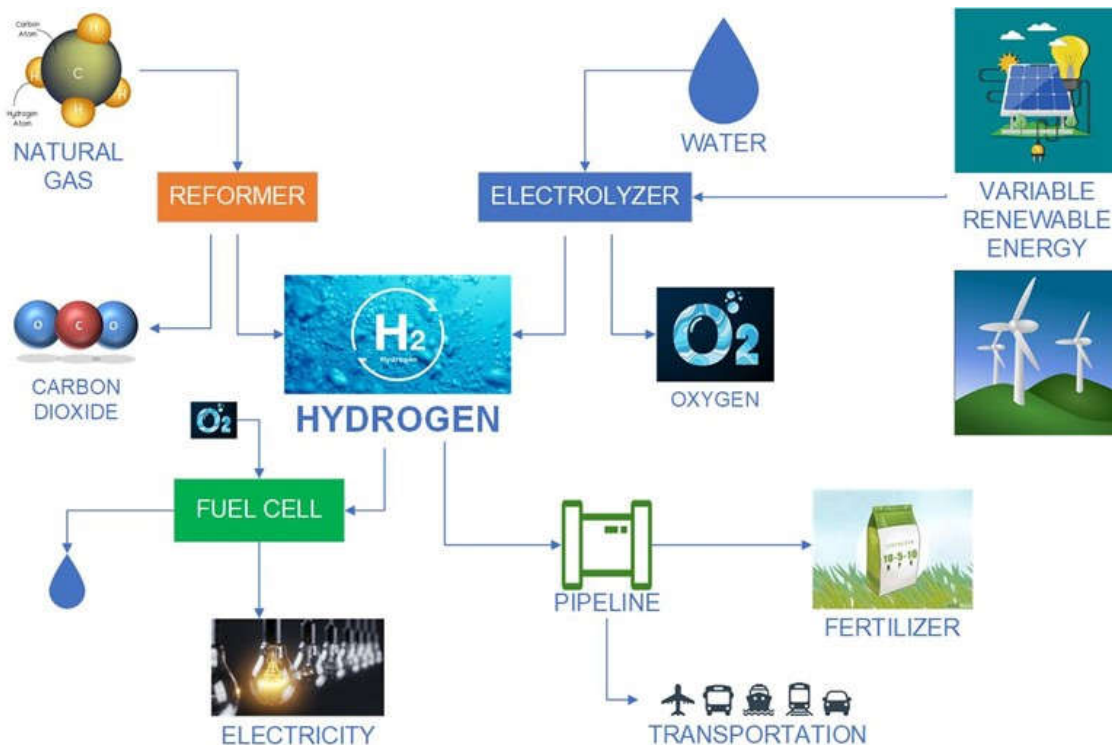 Carbon
Atom
H
C
H
H
H
Hydrogen
Atom
NATURAL
GAS
WATER
VARIABLE
RENEWABLE
ENERGY
REFORMER
ELECTROLYZER
O C O
CARBON
DIOXIDE
H2
Hydrogen
HYDROGEN
O2
OXYGEN
O2
FUEL CELL
10-5-10
N P K
PIPELINE
FERTILIZER
ELECTRICITY
TRANSPORTATION